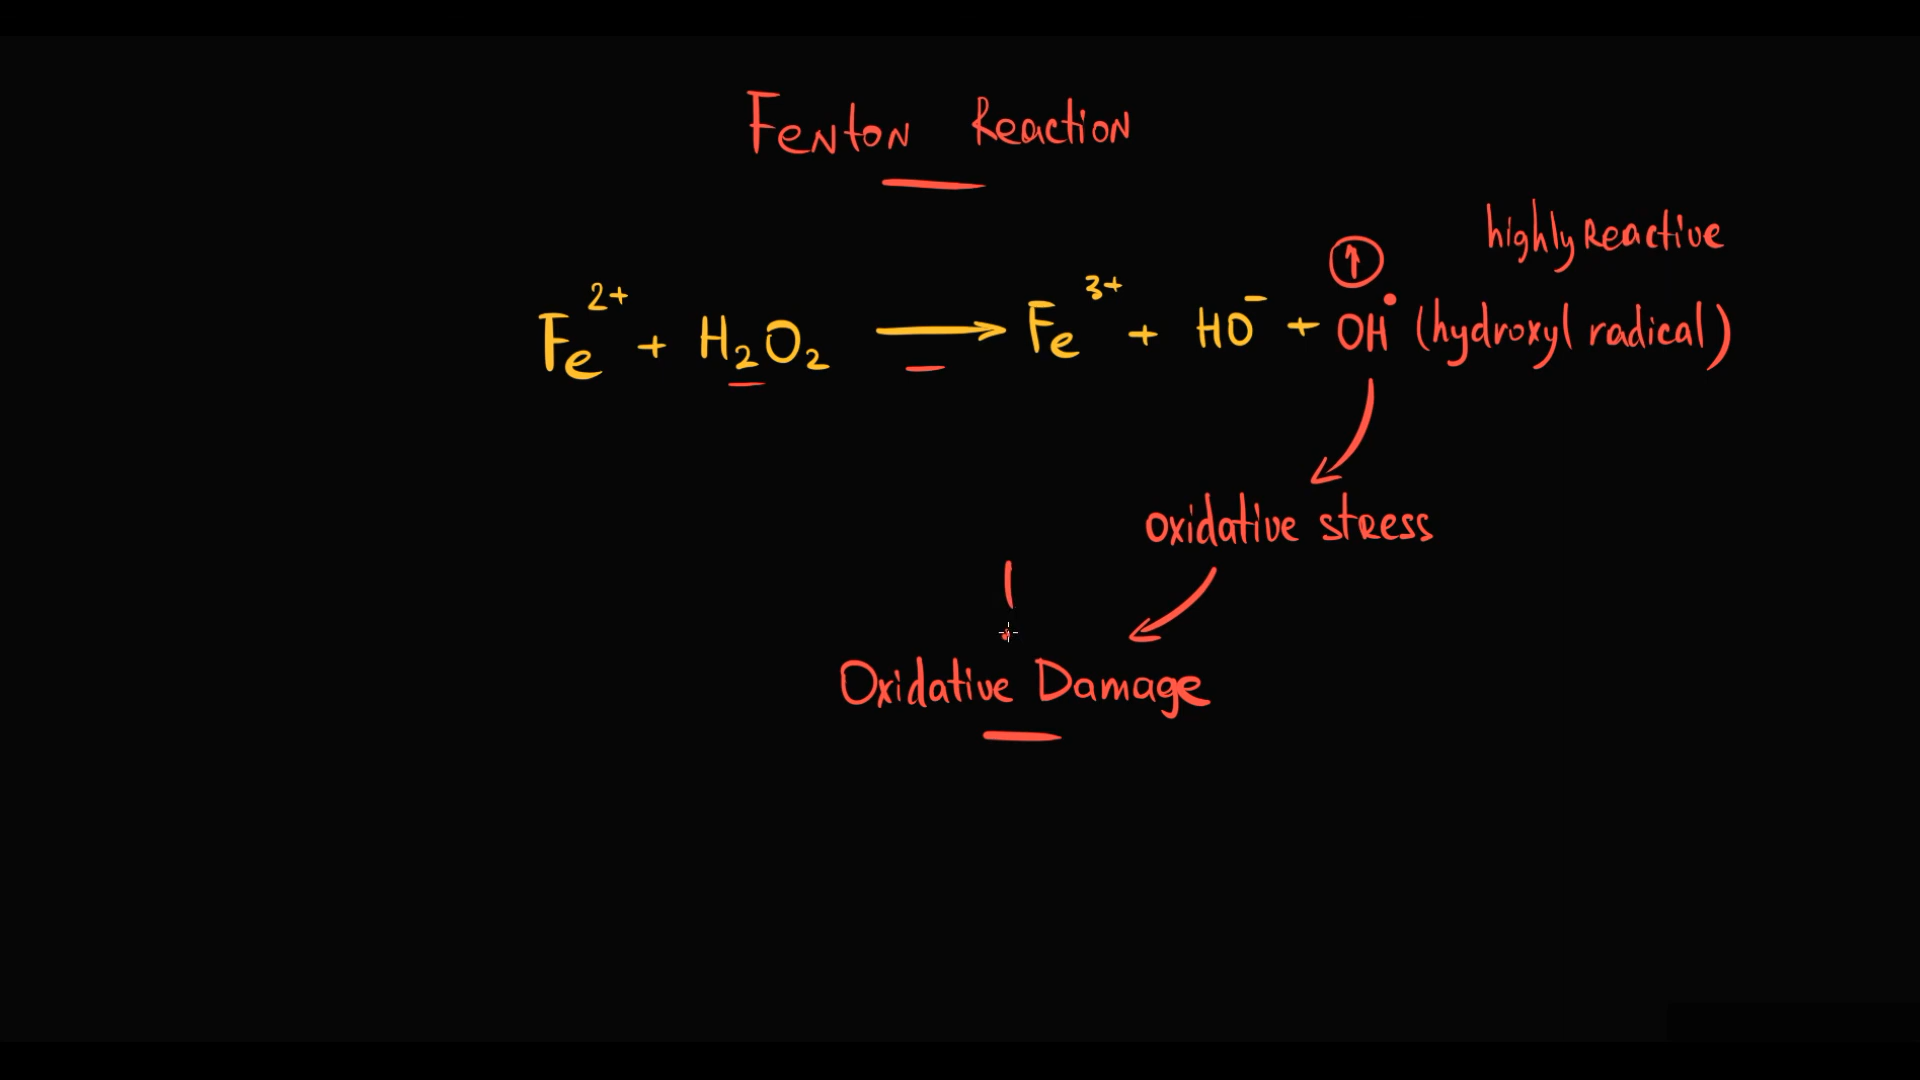 Fenton Reaction
highly Reactive
↑
Fe²⁺ + H₂O₂ → Fe³⁺ + HO⁻ + OH• (hydroxyl radical)
oxidative stress
Oxidative Damage